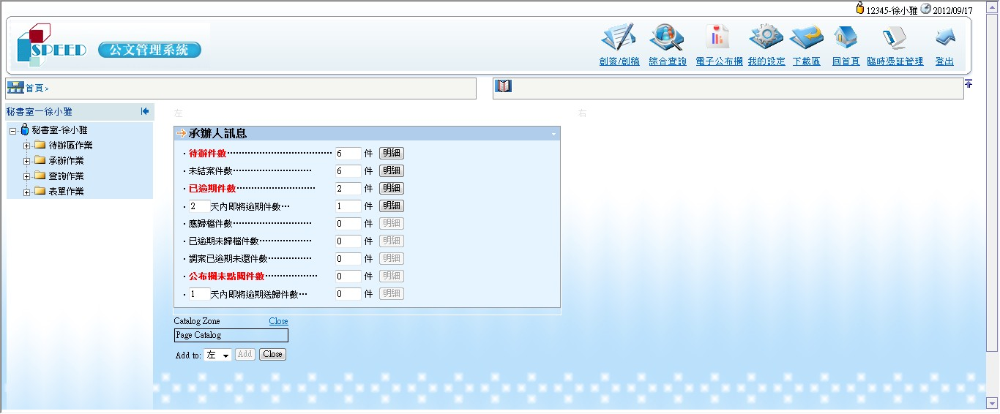 12345-徐小雅 2012/09/17
SPEED 公文管理系統
創簽/創稿 綜合查詢 電子公布欄 我的設定 下載區 回首頁 臨時憑証管理 登出
首頁>
秘書室一徐小雅
左 右
秘書室-徐小雅
待辦區作業
承辦作業
查詢作業
表單作業
承辦人訊息
·待辦件數⋯⋯⋯⋯⋯⋯⋯⋯ 6 件 明細
·未結案件數⋯⋯⋯⋯⋯⋯ 6 件 明細
·已逾期件數⋯⋯⋯⋯⋯⋯ 2 件 明細
·2 天內即將逾期件數⋯ 1 件 明細
·應歸檔件數⋯⋯⋯⋯⋯⋯ 0 件 明細
·已逾期未歸檔件數⋯⋯⋯⋯ 0 件 明細
·調案已逾期未還件數⋯⋯⋯ 0 件 明細
·公布欄未點閱件數⋯⋯⋯⋯ 0 件 明細
·1 天內即將逾期送歸件數⋯ 0 件 明細
Catalog Zone Close
Page Catalog
Add to: 左 Add Close